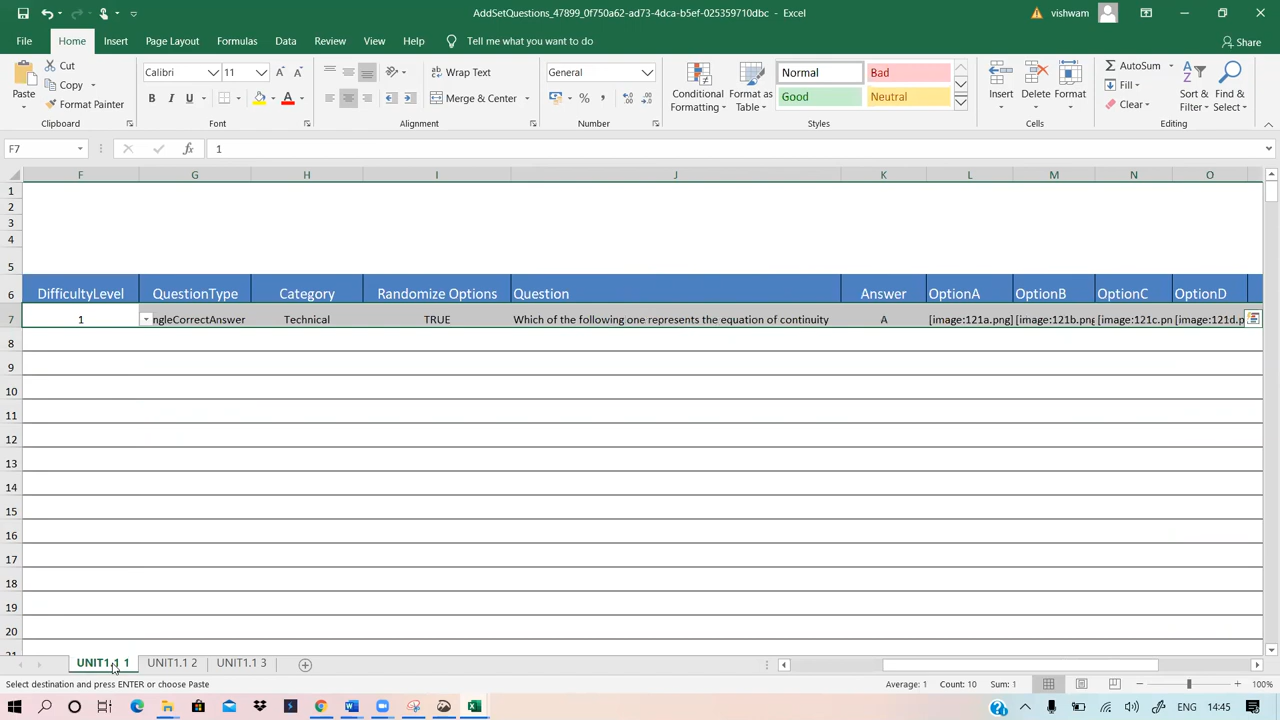 AddSetQuestions_47899_0f750a62-ad73-4dca-b5ef-025359710dbc - Excel
vishwam
File Home Insert Page Layout Formulas Data Review View Help Tell me what you want to do Share
Paste
Cut
Copy
Format Painter
Clipboard
Calibri 11
Font
Wrap Text
Merge & Center
Alignment
General
Number
Conditional Formatting
Format as Table
Normal Bad
Good Neutral
Styles
Insert Delete Format
Cells
AutoSum
Fill
Clear
Sort & Filter
Find & Select
Editing
F7 fx 1
F G H I J K L M N O
1
2
3
4
5
6 DifficultyLevel QuestionType Category Randomize Options Question Answer OptionA OptionB OptionC OptionD
7 1 ngleCorrectAnswer Technical TRUE Which of the following one represents the equation of continuity A [image:121a.png] [image:121b.png [image:121c.pn [image:121d.p
8
9
10
11
12
13
14
15
16
17
18
19
20
21
UNIT1.1 1 UNIT1.1 2 UNIT1.1 3
Select destination and press ENTER or choose Paste Average: 1 Count: 10 Sum: 1 100%
ENG 14:45